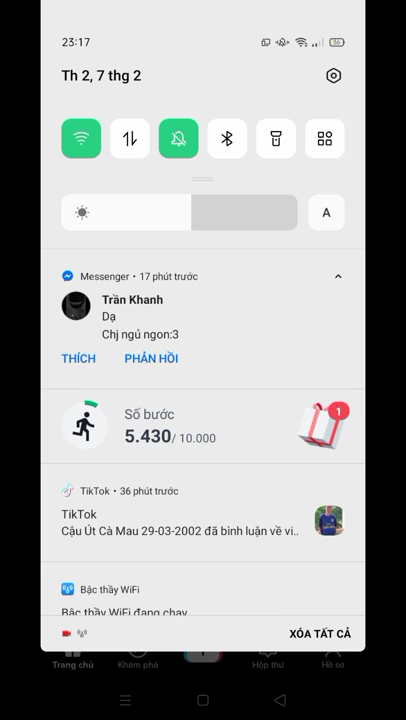 23:17
56
Th 2, 7 thg 2
A
Messenger • 17 phút trước
Trần Khanh
Dạ
Chj ngủ ngon:3
THÍCH PHẢN HỒI
Số bước
1
5.430/ 10.000
TikTok • 36 phút trước
TikTok
Cậu Út Cà Mau 29-03-2002 đã bình luận về vi..
Bậc thầy WiFi
Bậc thầy WiFi đang chạy
XÓA TẤT CẢ
Trang chủ Khám phá Hộp thư Hồ sơ